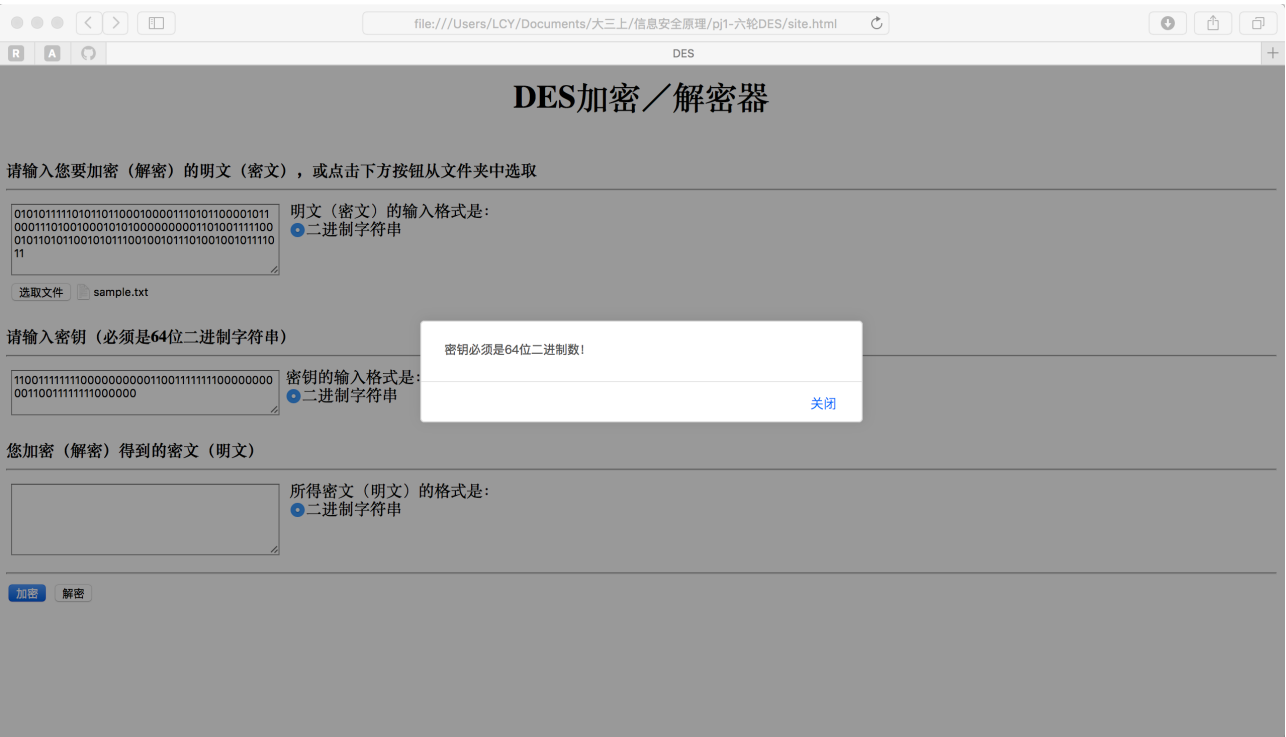 file:///Users/LCY/Documents/大三上/信息安全原理/pj1-六轮DES/site.html
R A DES
DES加密／解密器
请输入您要加密（解密）的明文（密文），或点击下方按钮从文件夹中选取
明文（密文）的输入格式是：
二进制字符串
选取文件 sample.txt
请输入密钥（必须是64位二进制字符串）
密钥必须是64位二进制数！
密钥的输入格式是：
二进制字符串
001100111111111000000
关闭
您加密（解密）得到的密文（明文）
所得密文（明文）的格式是：
二进制字符串
加密 解密